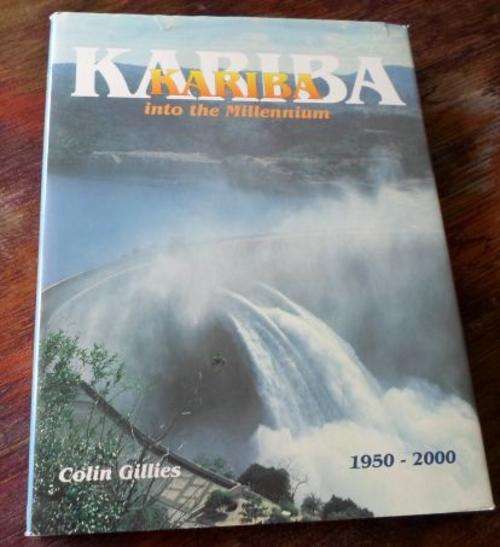 KARIBA
KARIBA
into the Millennium
Colin Gillies
1950 - 2000